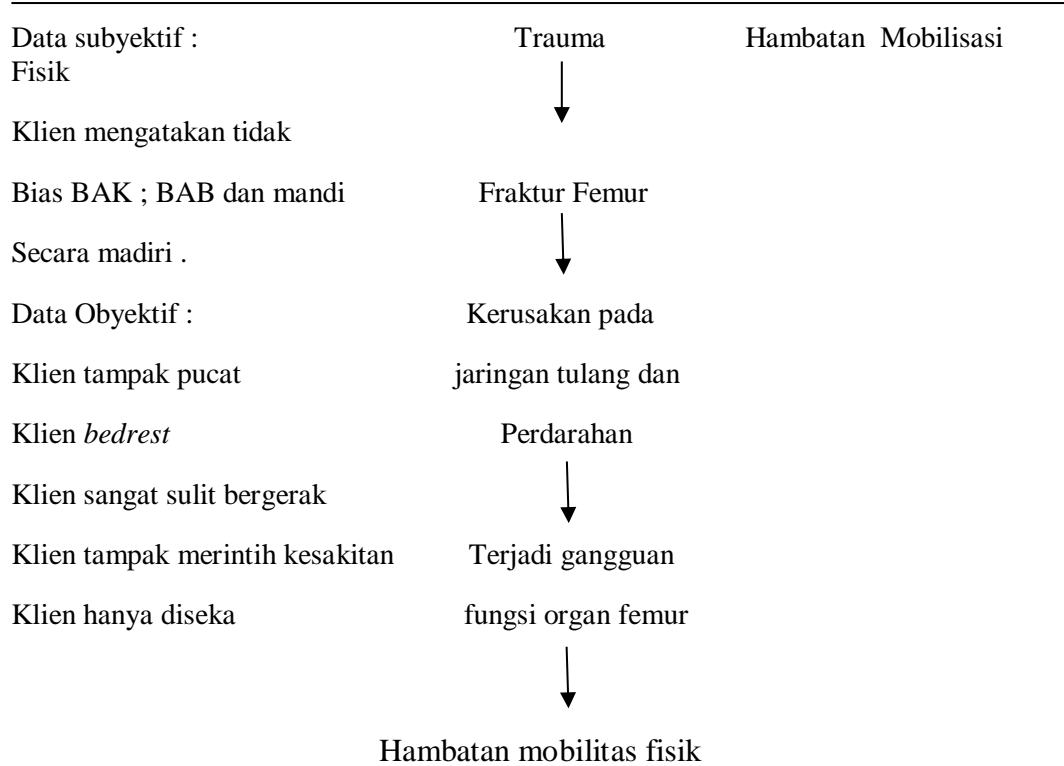 Data subyektif : Trauma Hambatan Mobilisasi
Fisik
Klien mengatakan tidak
Bias BAK ; BAB dan mandi Fraktur Femur
Secara madiri .
Data Obyektif : Kerusakan pada
Klien tampak pucat jaringan tulang dan
Klien bedrest Perdarahan
Klien sangat sulit bergerak
Klien tampak merintih kesakitan Terjadi gangguan
Klien hanya diseka fungsi organ femur
Hambatan mobilitas fisik